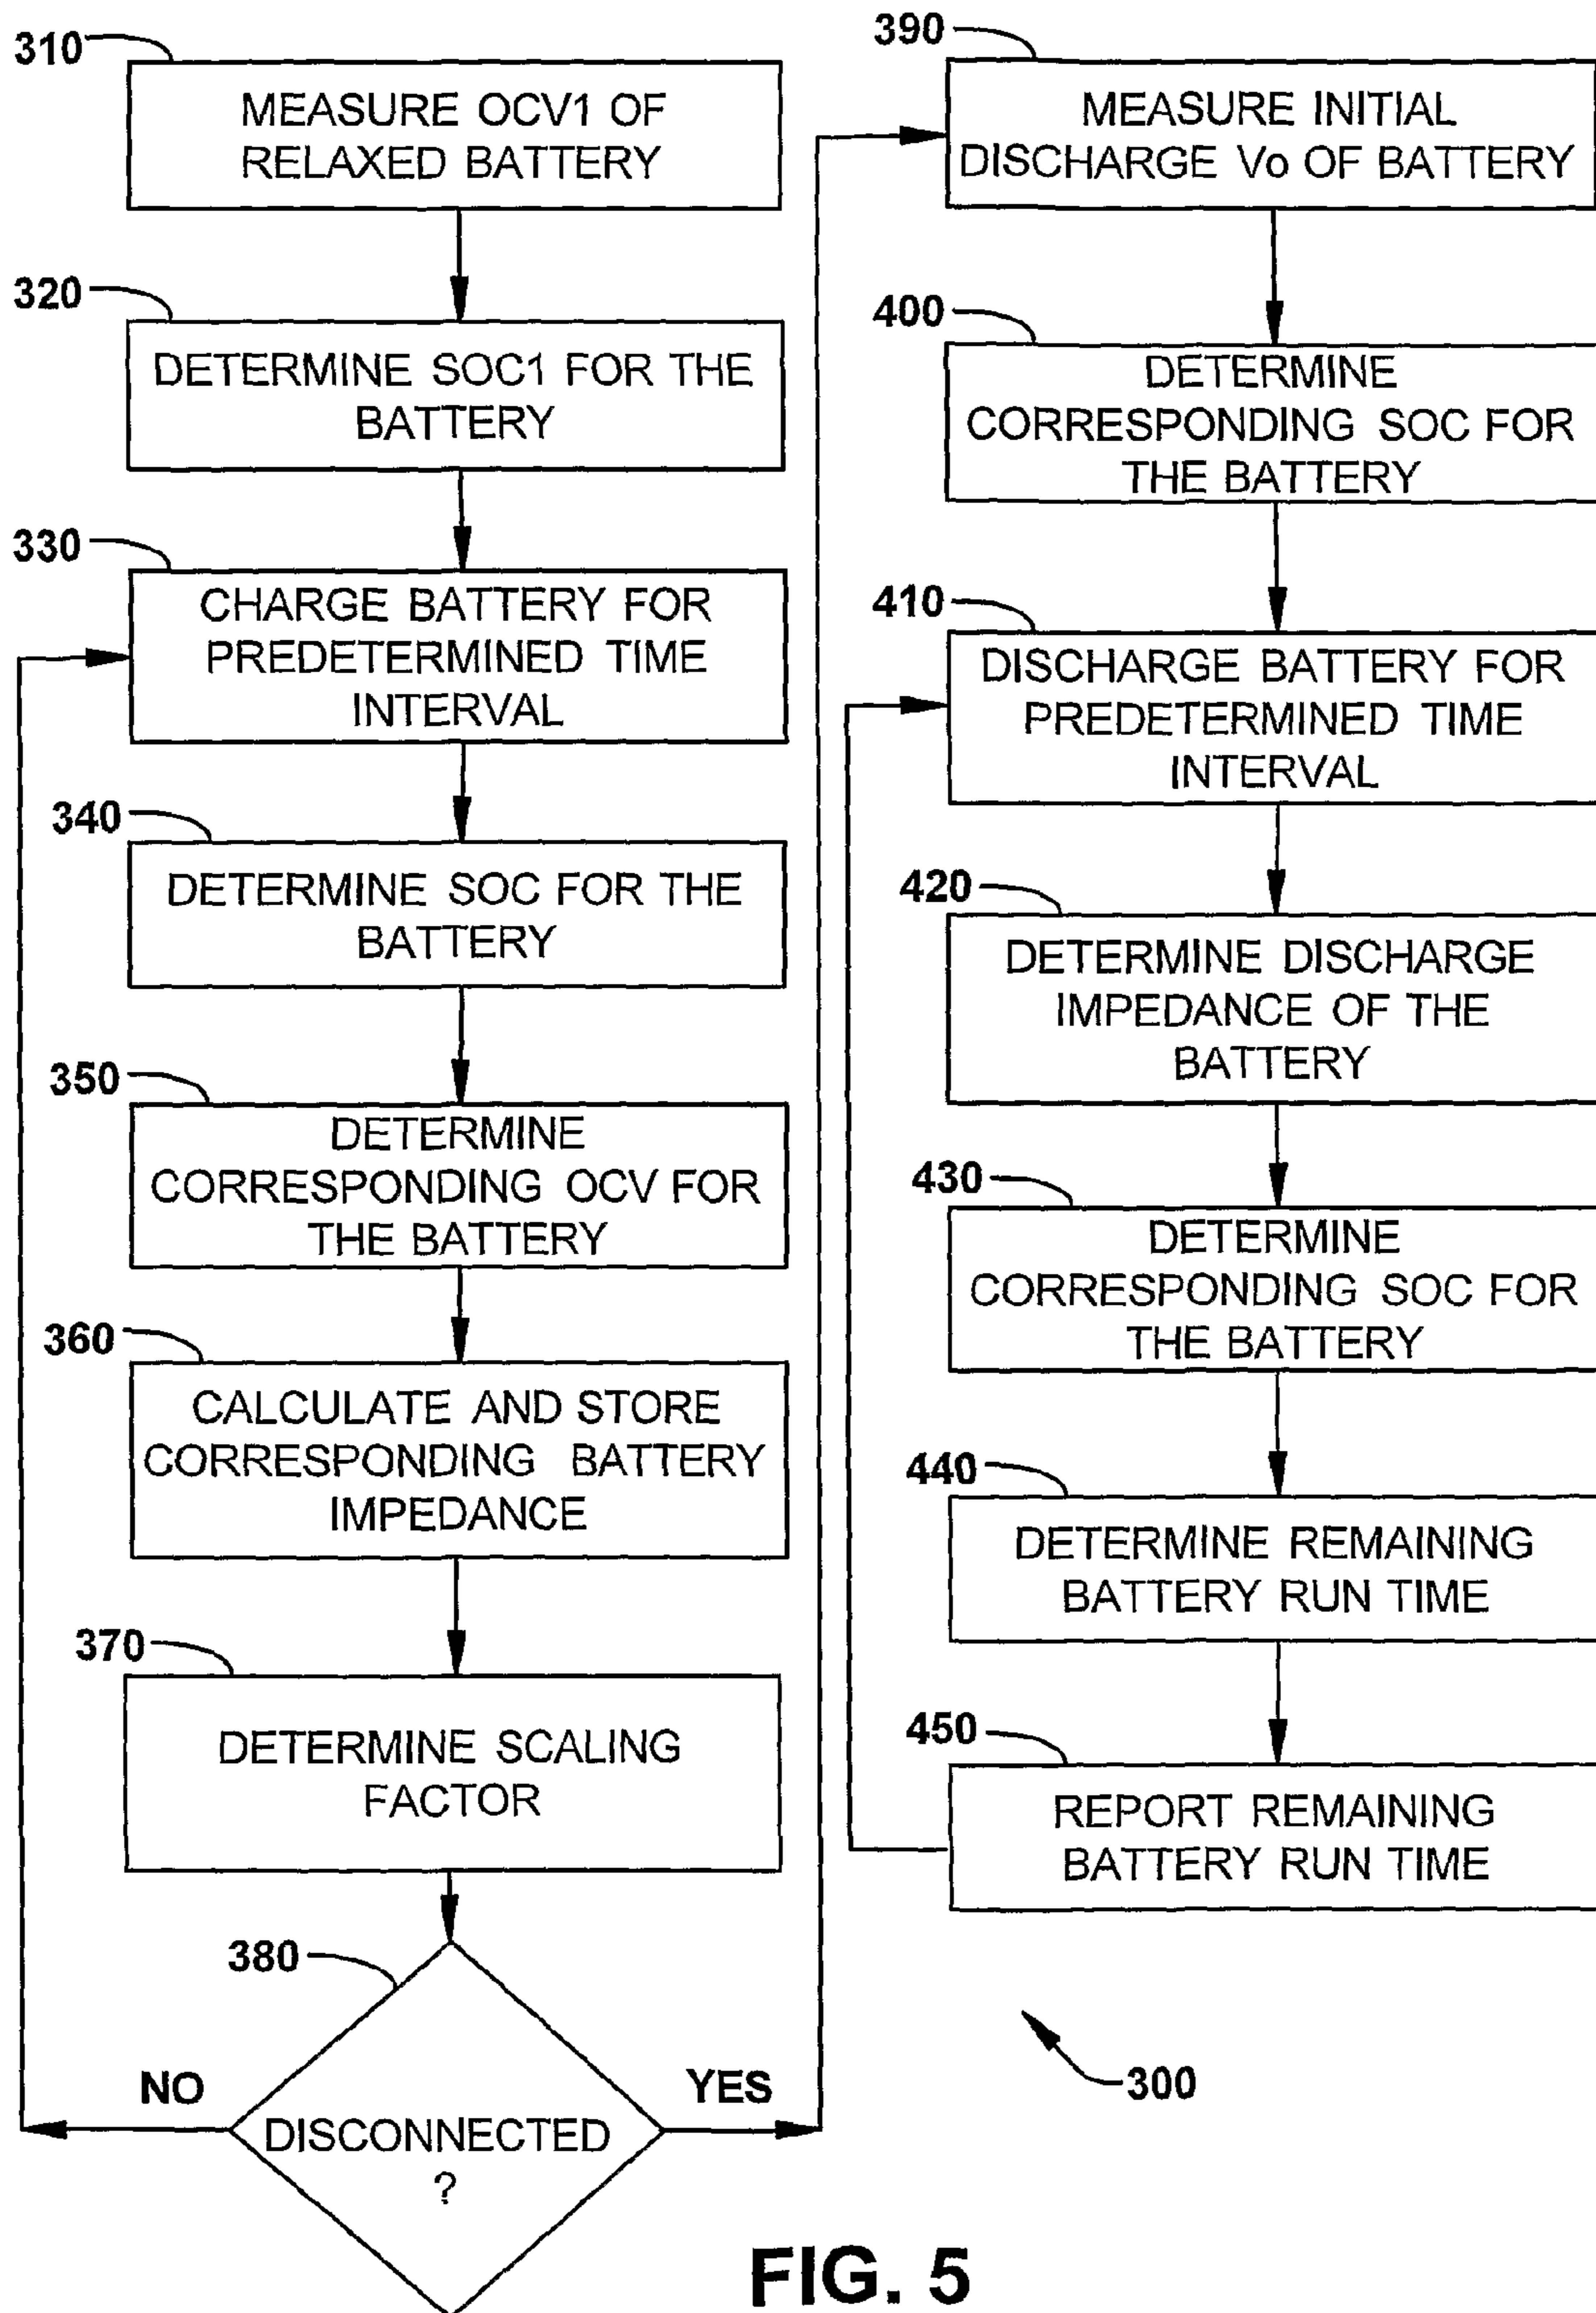 310
MEASURE OCV1 OF
RELAXED BATTERY
320
DETERMINE SOC1 FOR THE
BATTERY
330
CHARGE BATTERY FOR
PREDETERMINED TIME
INTERVAL
340
DETERMINE SOC FOR THE
BATTERY
350
DETERMINE
CORRESPONDING OCV FOR
THE BATTERY
360
CALCULATE AND STORE
CORRESPONDING BATTERY
IMPEDANCE
370
DETERMINE SCALING
FACTOR
380
NO
YES
DISCONNECTED
?
390
MEASURE INITIAL
DISCHARGE Vo OF BATTERY
400
DETERMINE
CORRESPONDING SOC FOR
THE BATTERY
410
DISCHARGE BATTERY FOR
PREDETERMINED TIME
INTERVAL
420
DETERMINE DISCHARGE
IMPEDANCE OF THE
BATTERY
430
DETERMINE
CORRESPONDING SOC FOR
THE BATTERY
440
DETERMINE REMAINING
BATTERY RUN TIME
450
REPORT REMAINING
BATTERY RUN TIME
300
FIG. 5